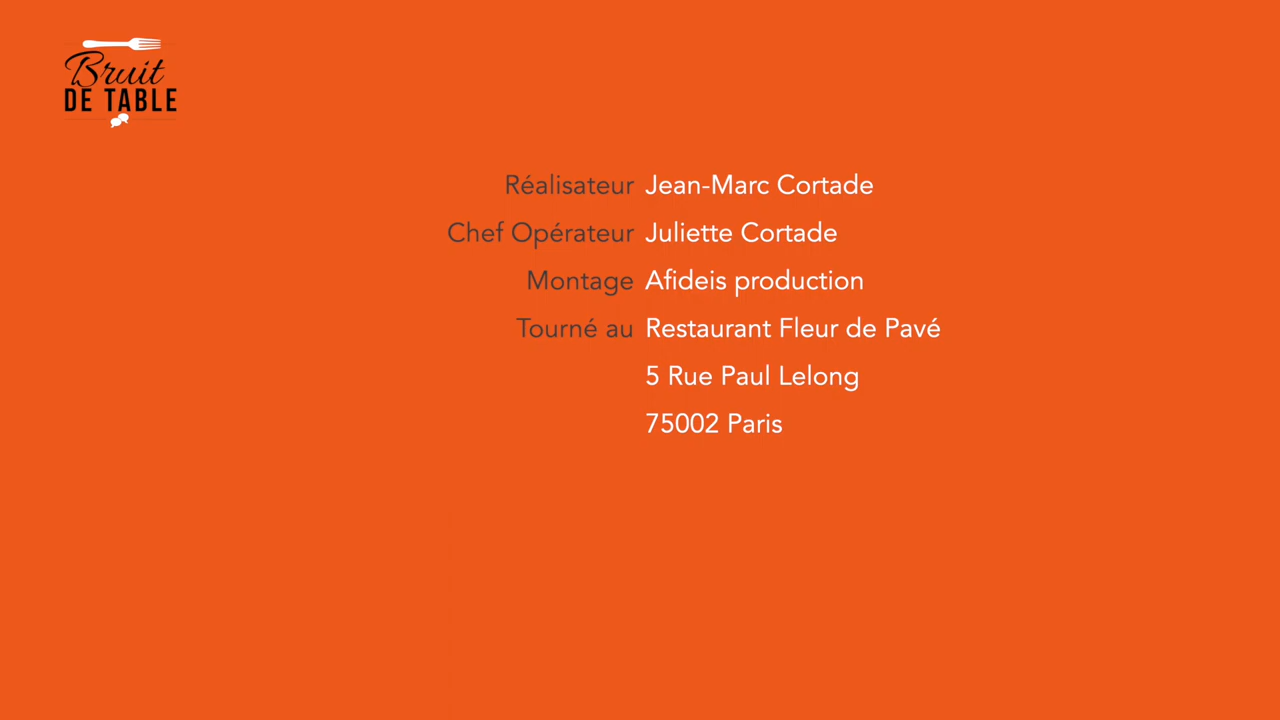 Bruit
DE TABLE
Réalisateur Jean-Marc Cortade
Chef Opérateur Juliette Cortade
Montage Afideis production
Tourné au Restaurant Fleur de Pavé
5 Rue Paul Lelong
75002 Paris